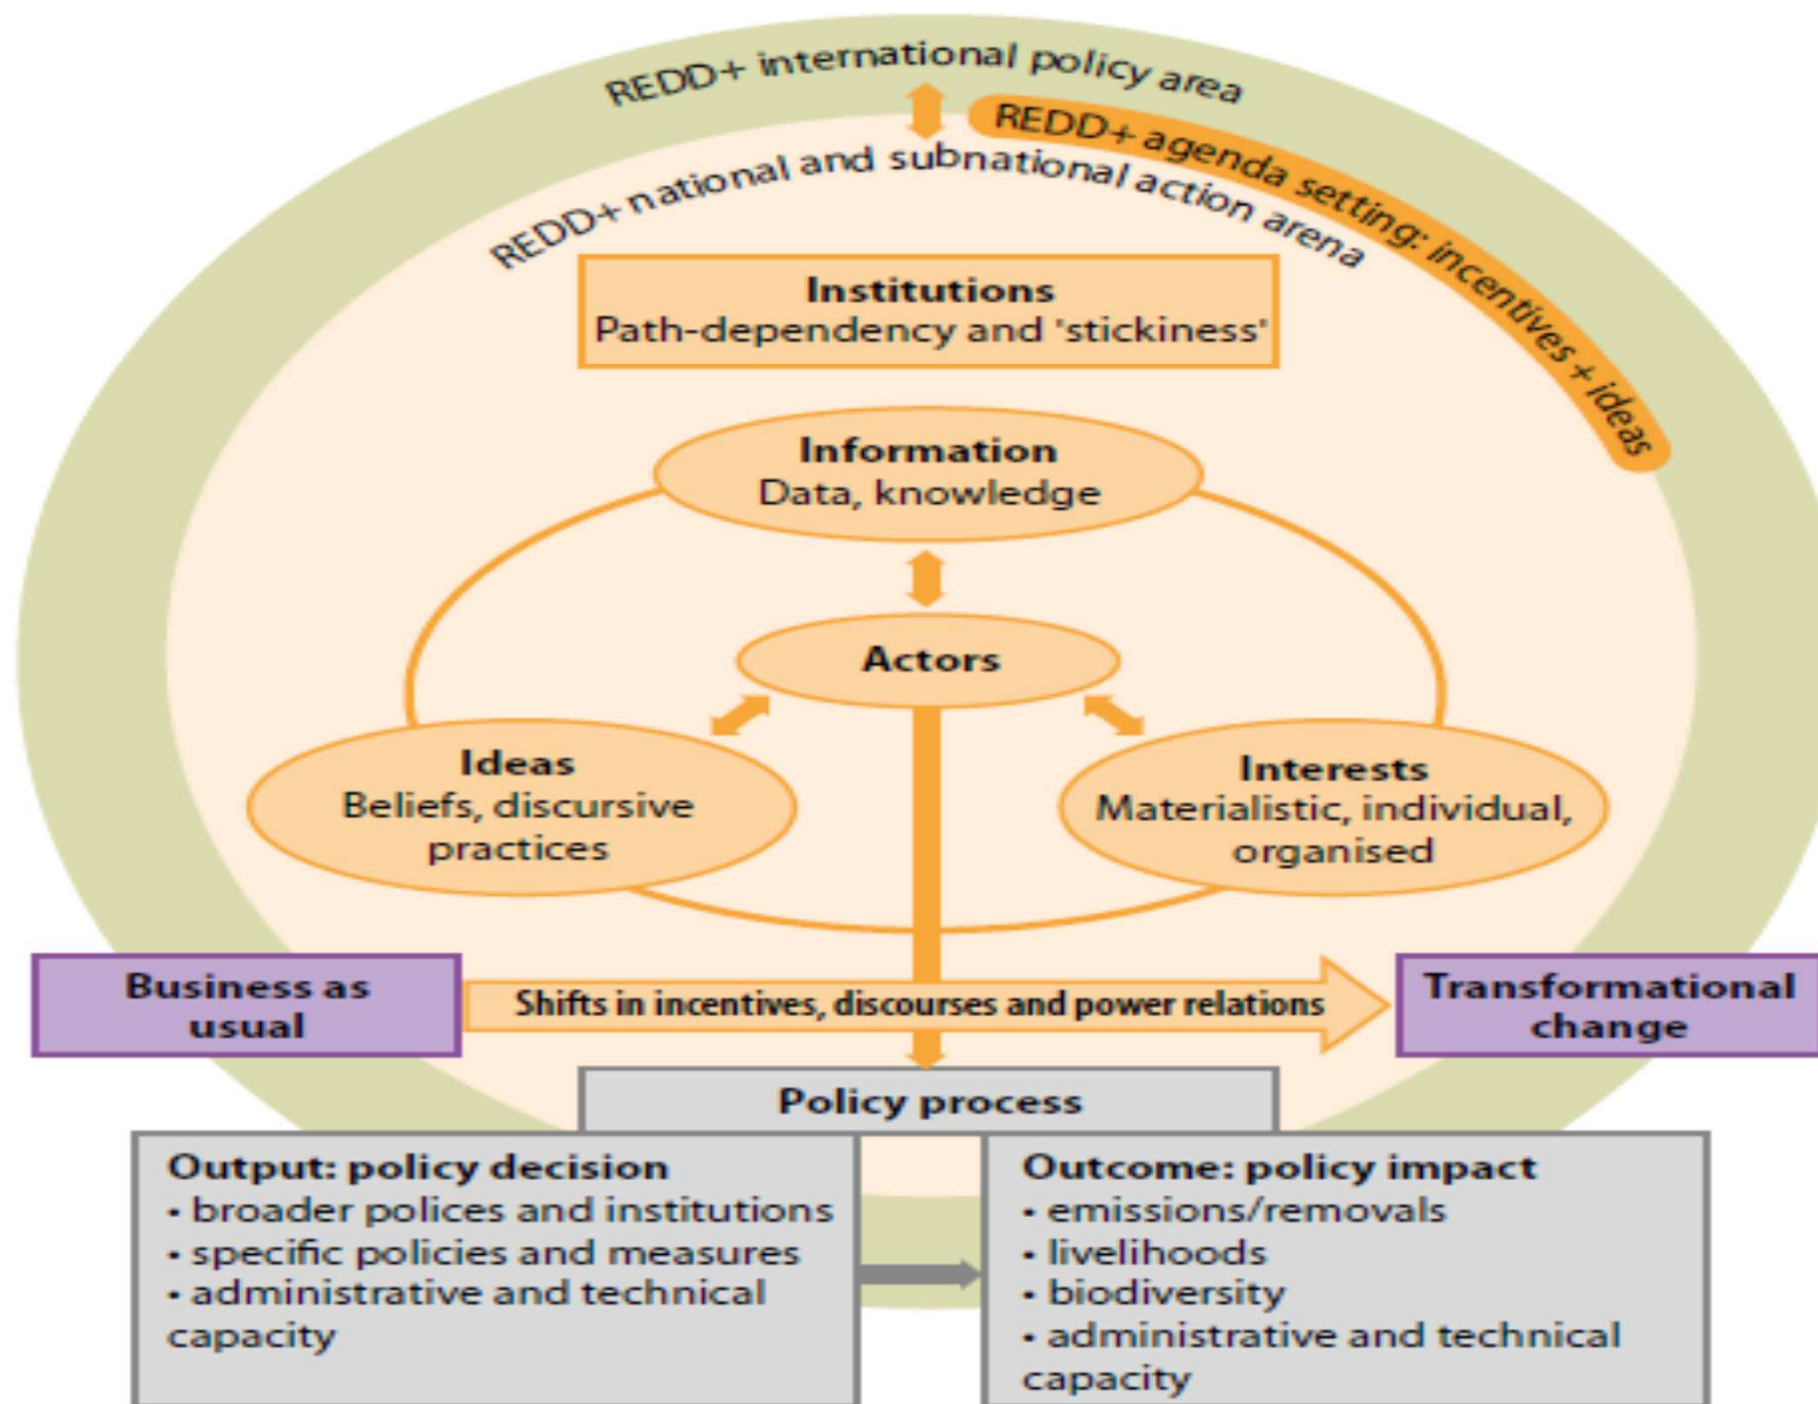 REDD+ international policy area
REDD+ agenda setting: incentives + ideas
REDD+ national and subnational action arena
Institutions
Path-dependency and 'stickiness'
Information
Data, knowledge
Actors
Ideas
Beliefs, discursive
practices
Interests
Materialistic, individual,
organised
Business as
usual
Shifts in incentives, discourses and power relations
Transformational
change
Policy process
Output: policy decision
• broader polices and institutions
• specific policies and measures
• administrative and technical
capacity
Outcome: policy impact
• emissions/removals
• livelihoods
• biodiversity
• administrative and technical
capacity